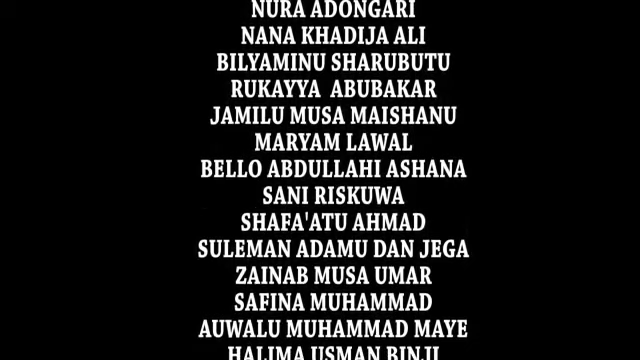 NURA ADONGARI
NANA KHADIJA ALI
BILYAMINU SHARUBUTU
RUKAYYA ABUBAKAR
JAMILU MUSA MAISHANU
MARYAM LAWAL
BELLO ABDULLAHI ASHANA
SANI RISKUWA
SHAFA'ATU AHMAD
SULEMAN ADAMU DAN JEGA
ZAINAB MUSA UMAR
SAFINA MUHAMMAD
AUWALU MUHAMMAD MAYE
HALIMA USMAN BINJI